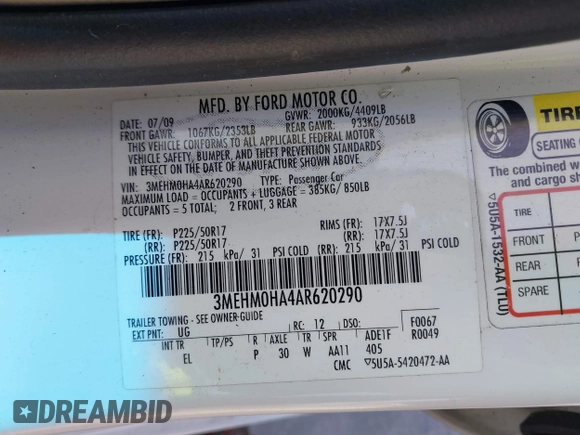 MFD. BY FORD MOTOR CO.
DATE: 07/09 GVWR: 2000KG/4409LB
FRONT GAWR: 1067KG/2353LB REAR GAWR: 933KG/2056LB
THIS VEHICLE CONFORMS TO ALL APPLICABLE FEDERAL MOTOR
VEHICLE SAFETY, BUMPER, AND THEFT PREVENTION STANDARDS
IN EFFECT ON THE DATE OF MANUFACTURE SHOWN ABOVE.
VIN: 3MEHM0HA4AR620290 TYPE: Passenger Car
MAXIMUM LOAD = OCCUPANTS + LUGGAGE = 385KG/ 850LB
OCCUPANTS = 5 TOTAL; 2 FRONT, 3 REAR
TIRE (FR): P225/50R17 RIMS (FR): 17X7.5J
(RR): P225/50R17 (RR): 17X7.5J
PRESSURE (FR): 215 kPa/ 31 PSI COLD (RR): 215 kPa/ 31 PSI COLD
3MEHM0HA4AR620290
TRAILER TOWING - SEE OWNER-GUIDE
EXT PNT: UG RC: 12 DSO: F0067
R0049
INT TR TP/PS R AXLE TR SPR ADE1F
EL P 30 W AA11 405
CMC ▽5U5A-5420472-AA
TIRE
SEATING
The combined w
and cargo sh
TIRE
FRONT P
REAR P
SPARE
▽5U5A-1532-AA (TLU)
DREAMBID